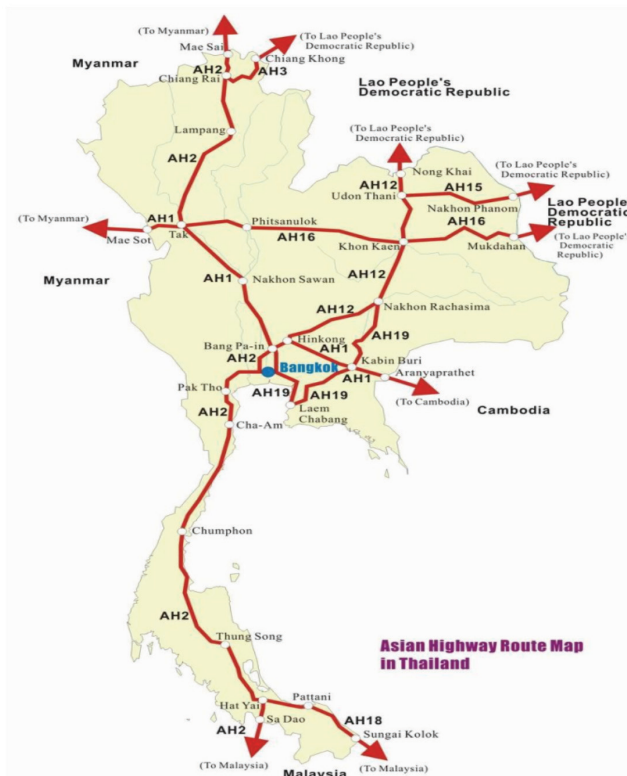 (To Myanmar)
(To Lao People's
Democratic Republic)
Mae Sai
Chiang Khong
Myanmar
AH2
AH3
Chiang Rai
Lao People's
Democratic Republic
Lampang
(To Lao People's
Democratic Republic)
AH2
Nong Khai
(To Lao People's
Democratic Republic)
AH12
AH15
Udon Thani
Nakhon Phanom
Lao People's
Democratic
Republic
(To Myanmar)
AH1
Phitsanulok
AH16
Tak
Mae Sot
AH16
Khon Kaen
Mukdahan
(To Lao People's
Democratic
Republic)
Myanmar
AH1
Nakhon Sawan
AH12
AH12
Nakhon Rachasima
Hinkong
AH19
Bang Pa-in
AH1
AH2
Kabin Buri
Bangkok
AH1
Aranyaprathet
Pak Tho
AH19
AH19
(To Cambodia)
AH2
Laem
Chabang
Cambodia
Cha-Am
Chumphon
AH2
Thung Song
Asian Highway Route Map
in Thailand
Pattani
Hat Yai
AH18
Sa Dao
AH2
Sungai Kolok
(To Malaysia)
(To Malaysia)
Malaysia